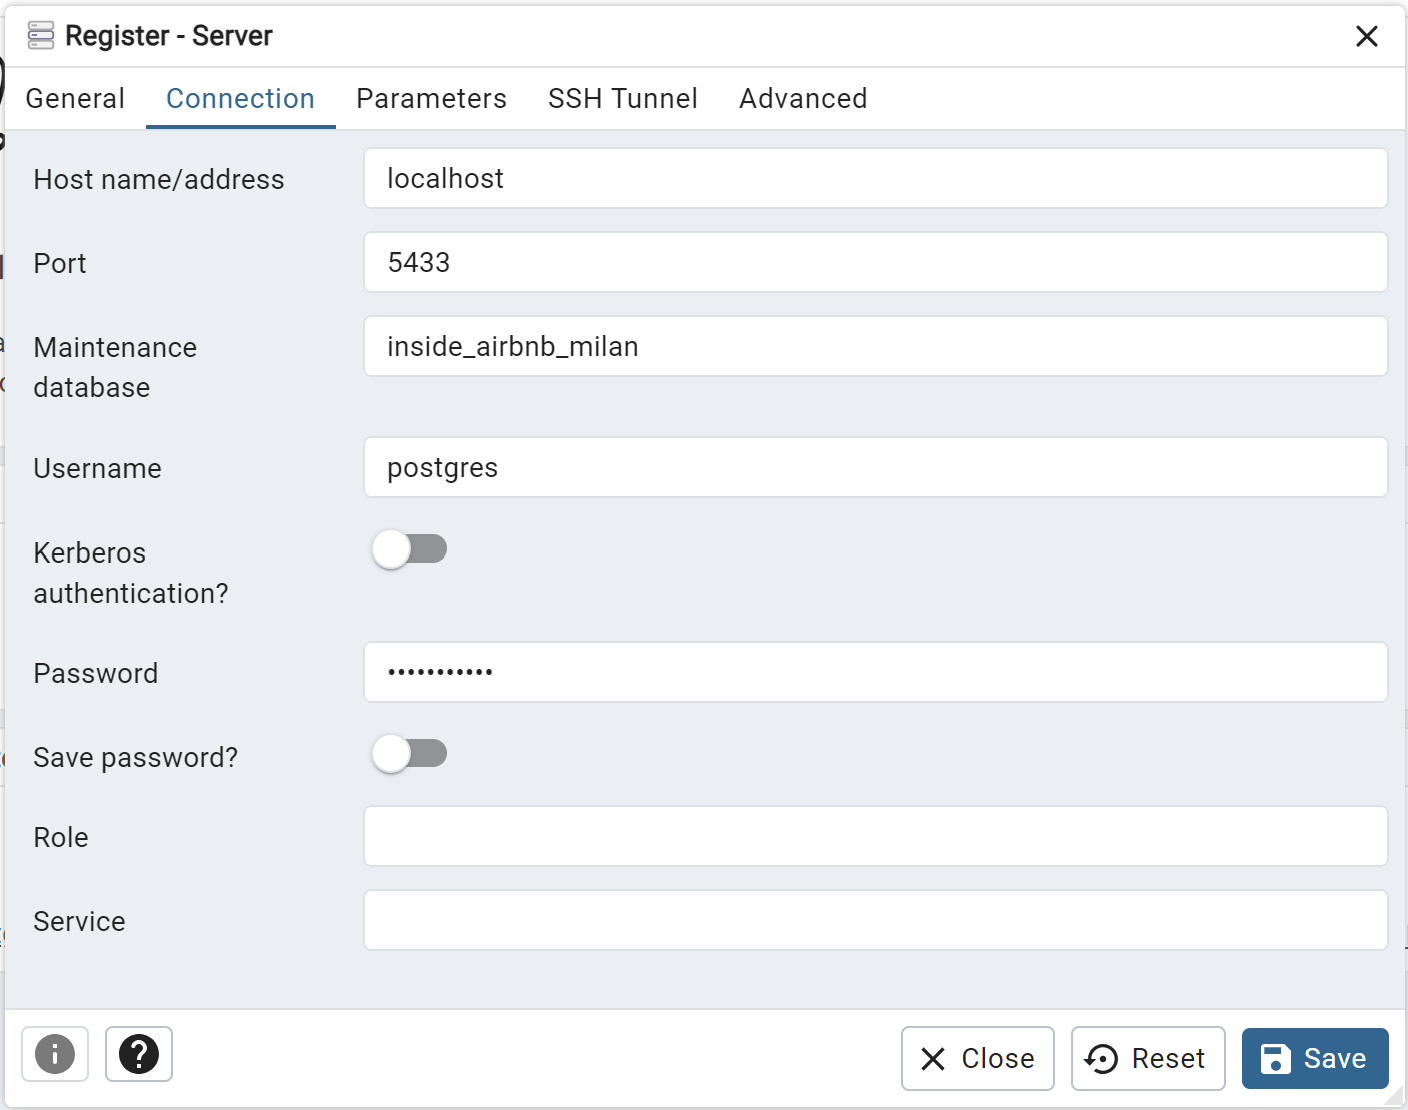 Register - Server
General Connection Parameters SSH Tunnel Advanced
Host name/address localhost
Port 5433
Maintenance database inside_airbnb_milan
Username postgres
Kerberos authentication?
Password •••••••••••
Save password?
Role
Service
Close Reset Save